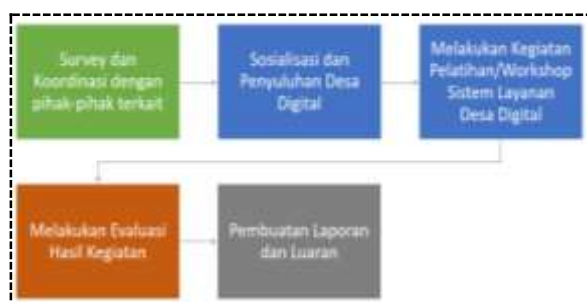 Survey dan
Koordinasi dengan
pihak-pihak terkait
Sosialisasi dan
Penyuluhan Desa
Digital
Melakukan Kegiatan
Pelatihan/Workshop
Sistem Layanan
Desa Digital
Melakukan Evaluasi
Hasil Kegiatan
Pembuatan Laporan
dan Luaran